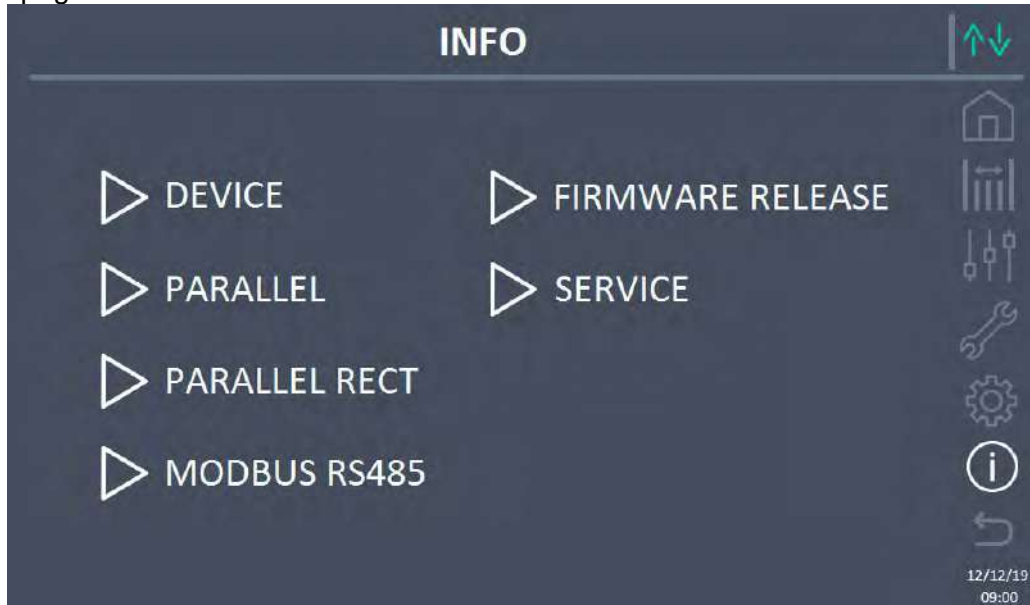 INFO
DEVICE
PARALLEL
PARALLEL RECT
MODBUS RS485
FIRMWARE RELEASE
SERVICE
12/12/19
09:00